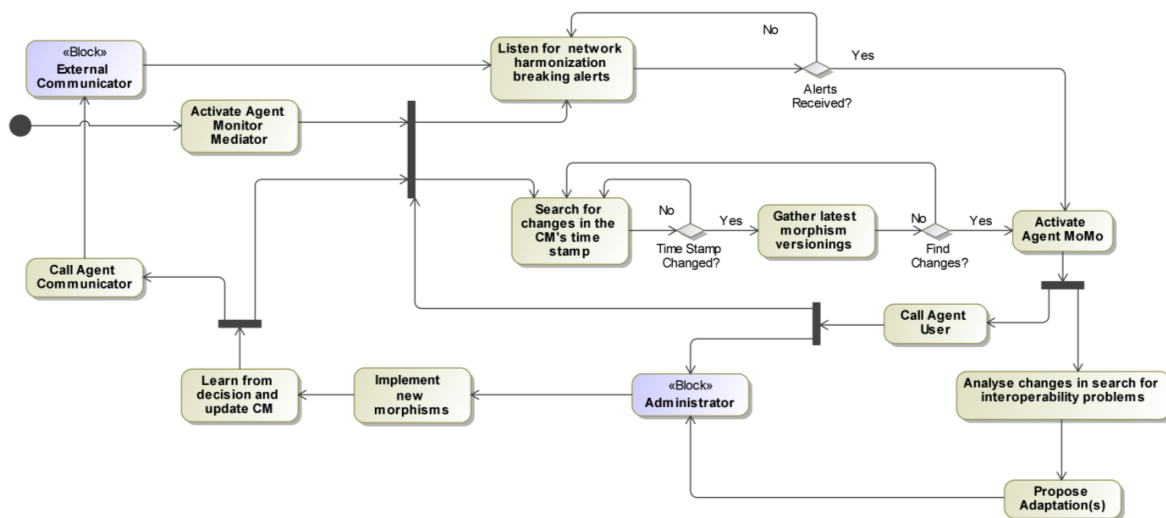 «Block»
External
Communicator
Listen for network
harmonization
breaking alerts
No
Yes
Alerts
Received?
Activate Agent
Monitor
Mediator
Search for
changes in the
CM's time
stamp
No
Yes
Time Stamp
Changed?
Gather latest
morphism
versionings
No
Yes
Find
Changes?
Activate
Agent MoMo
Call Agent
Communicator
Call Agent
User
Learn from
decision and
update CM
Implement
new
morphisms
«Block»
Administrator
Analyse changes in search for
interoperability problems
Propose
Adaptation(s)